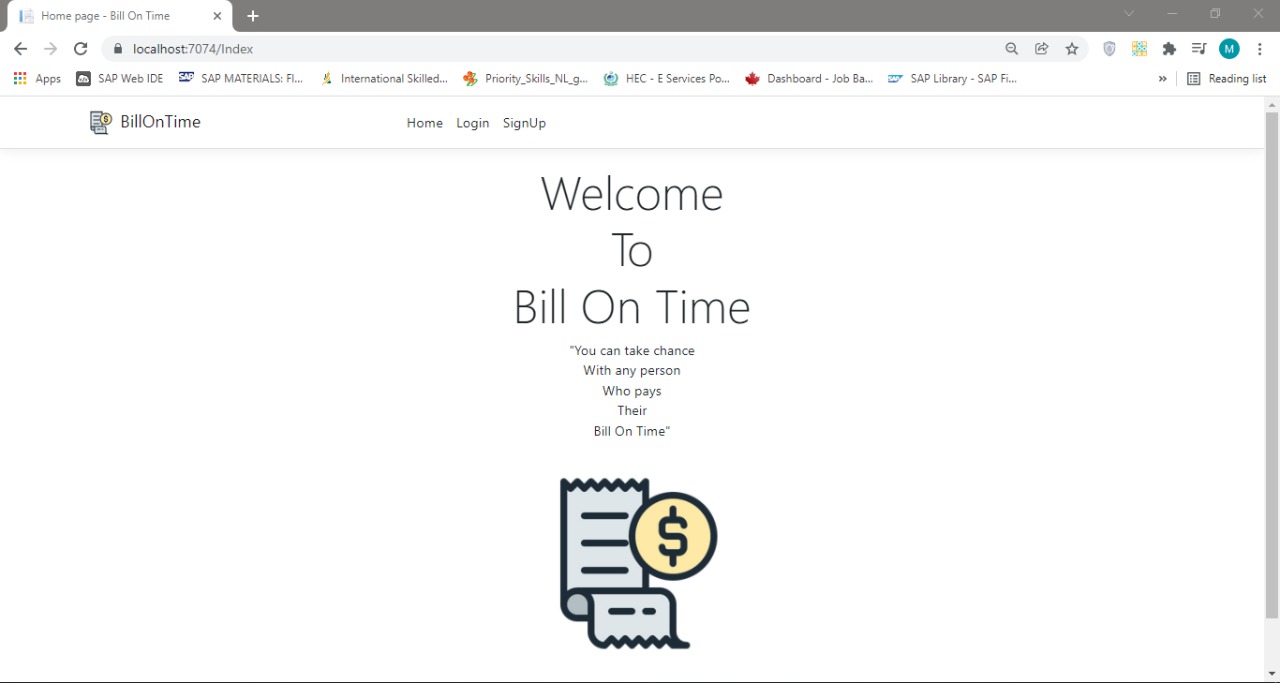 Home page - Bill On Time
localhost:7074/Index
M
Apps
SAP Web IDE
SAP MATERIALS: FI...
International Skilled...
Priority_Skills_NL_g...
HEC - E Services Po...
Dashboard - Job Ba...
SAP Library - SAP Fi...
»
Reading list
BillOnTime
Home Login SignUp
Welcome
To
Bill On Time
"You can take chance
With any person
Who pays
Their
Bill On Time"
$